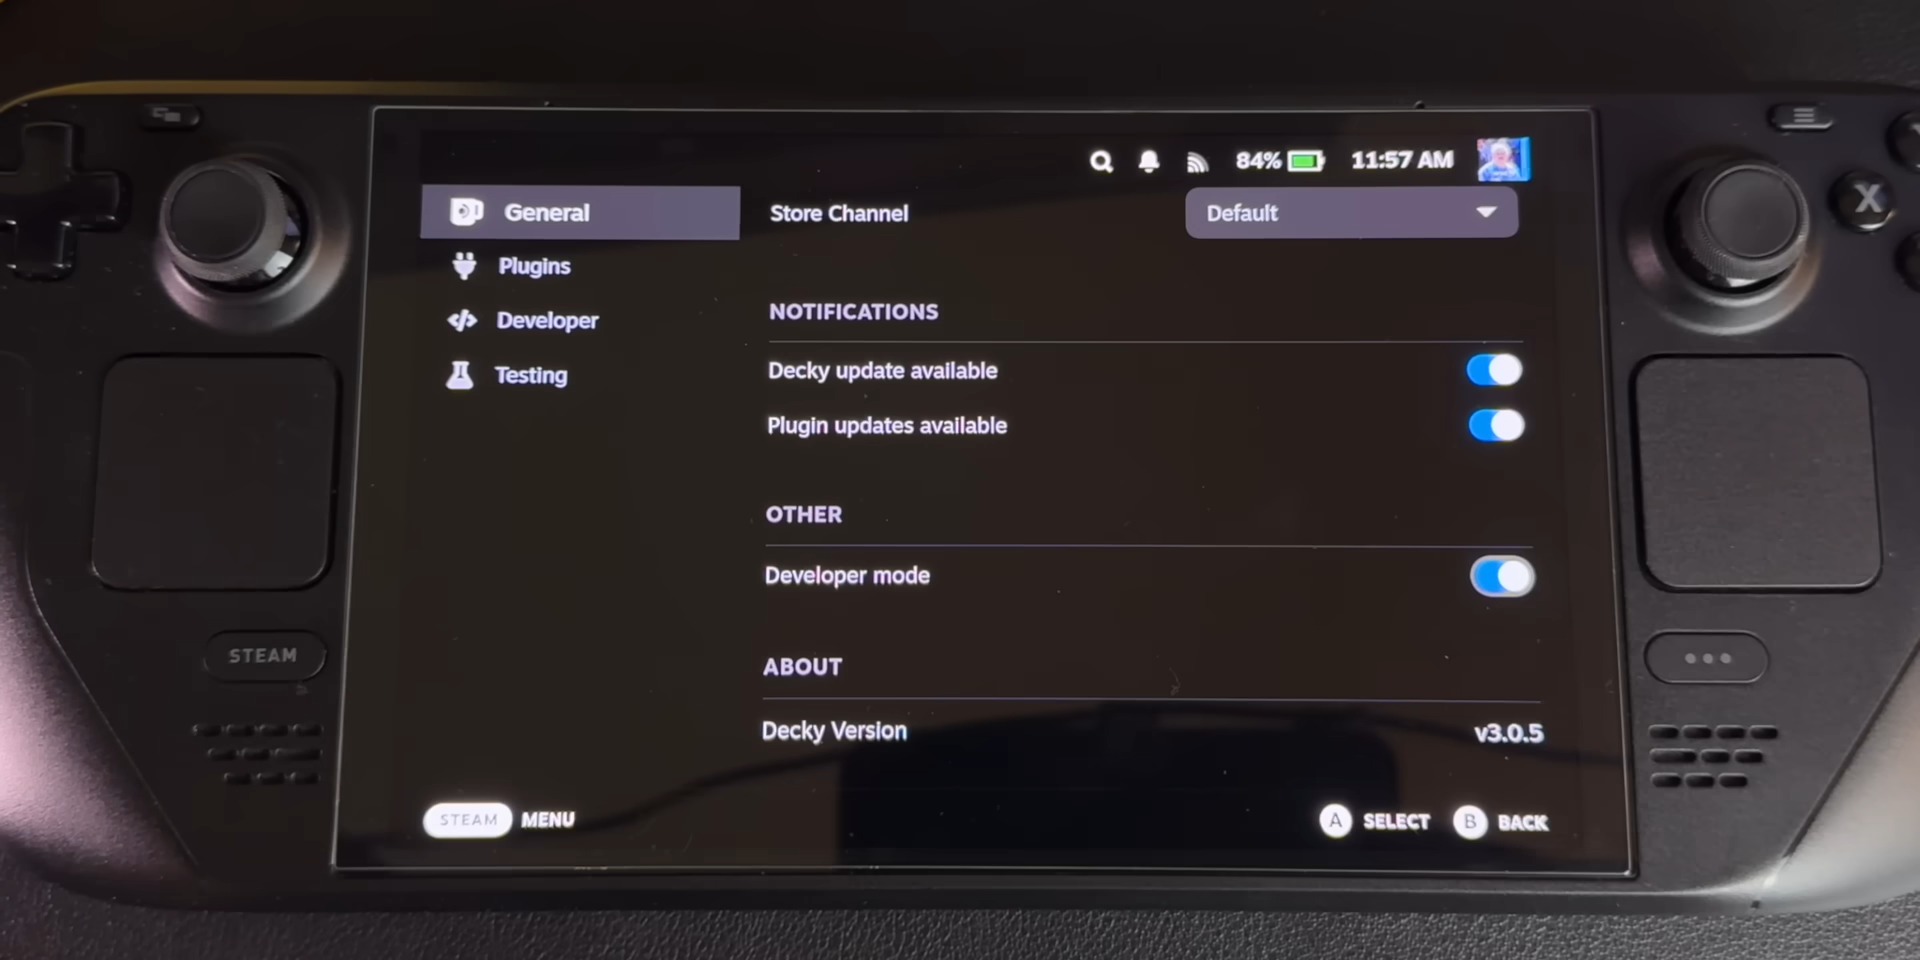 84% 11:57 AM
General
Store Channel
Default
Plugins
Developer
Testing
NOTIFICATIONS
Decky update available
Plugin updates available
OTHER
Developer mode
ABOUT
Decky Version
v3.0.5
STEAM MENU
A SELECT B BACK
STEAM
X